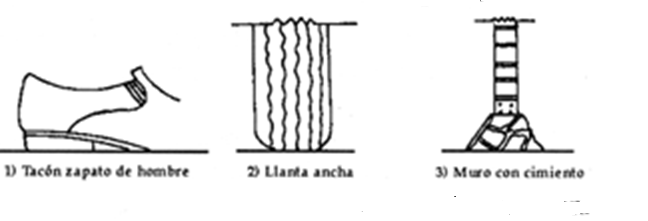 1) Tacón zapato de hombre
2) Llanta ancha
3) Muro con cimiento